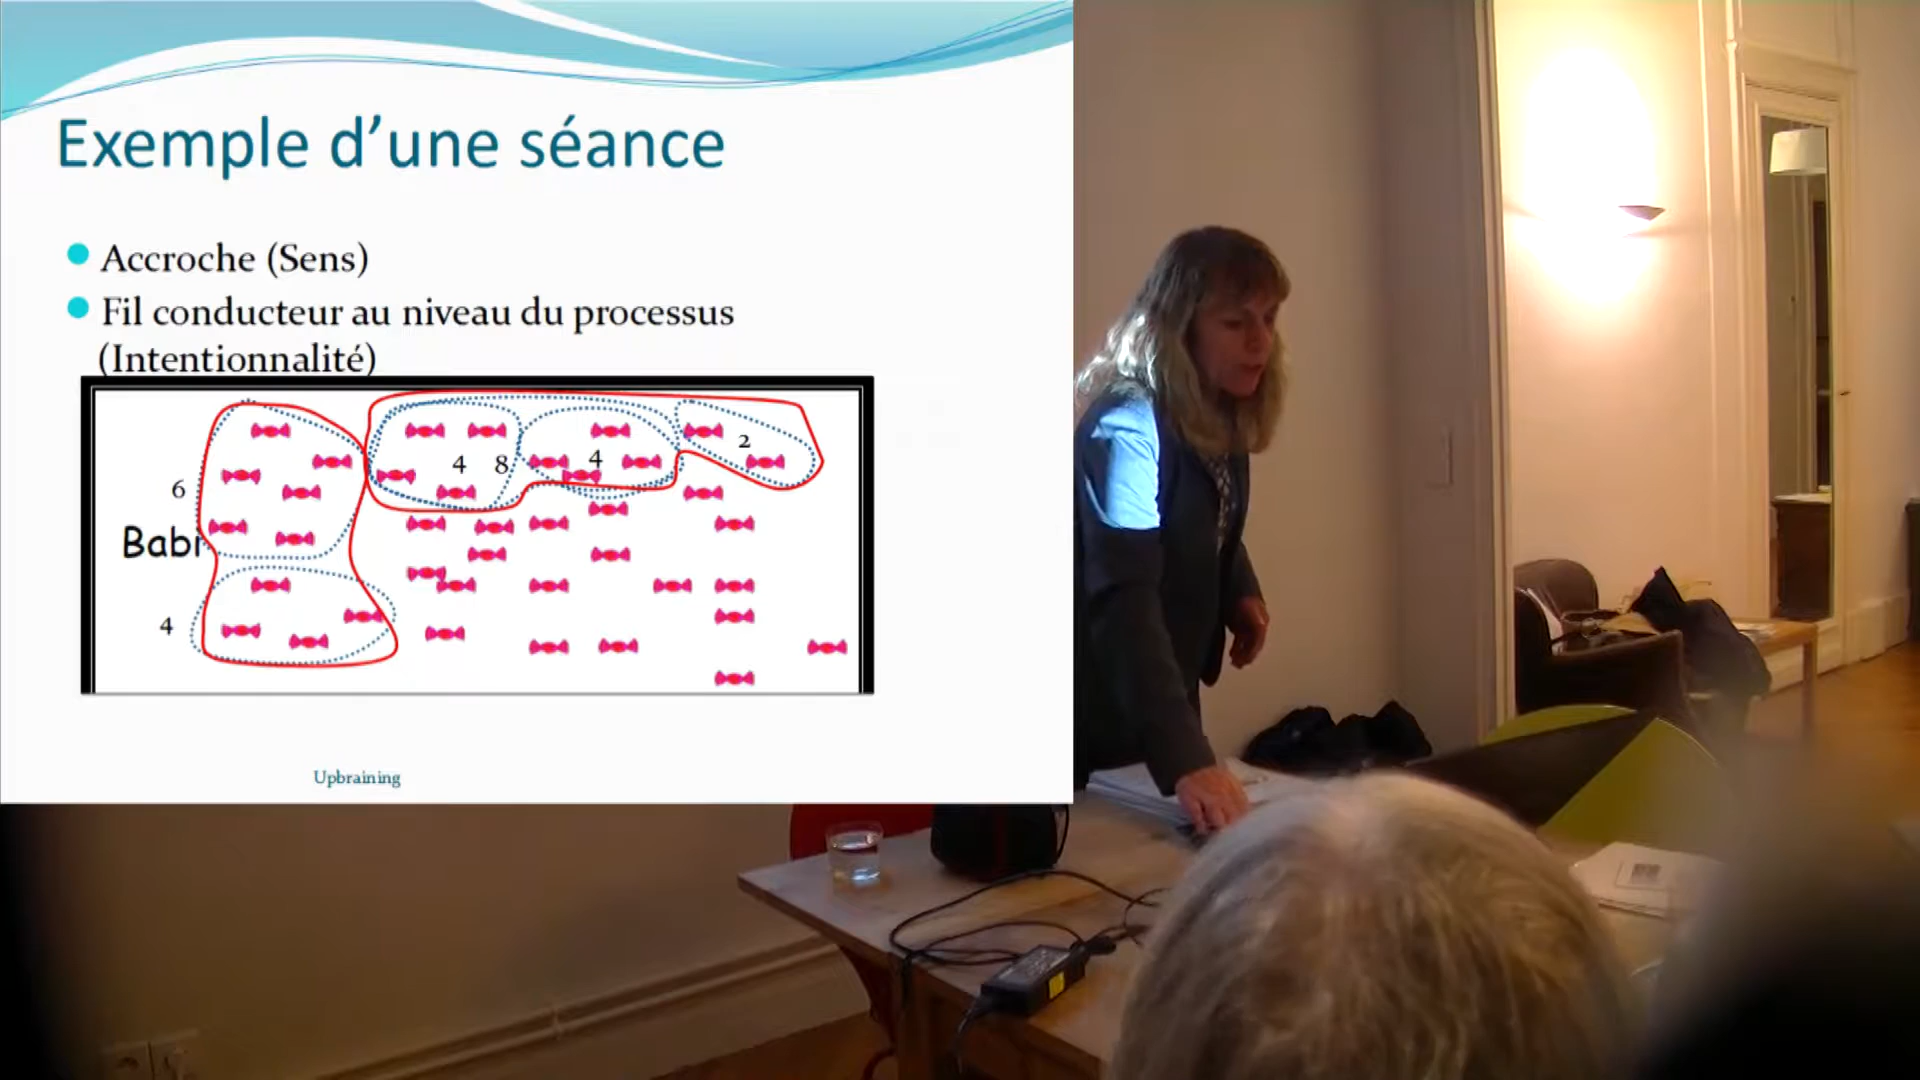 Exemple d’une séance
Accroche (Sens)
Fil conducteur au niveau du processus
(Intentionnalité)
2
4 8 4
6
Babi
4
Upbraining